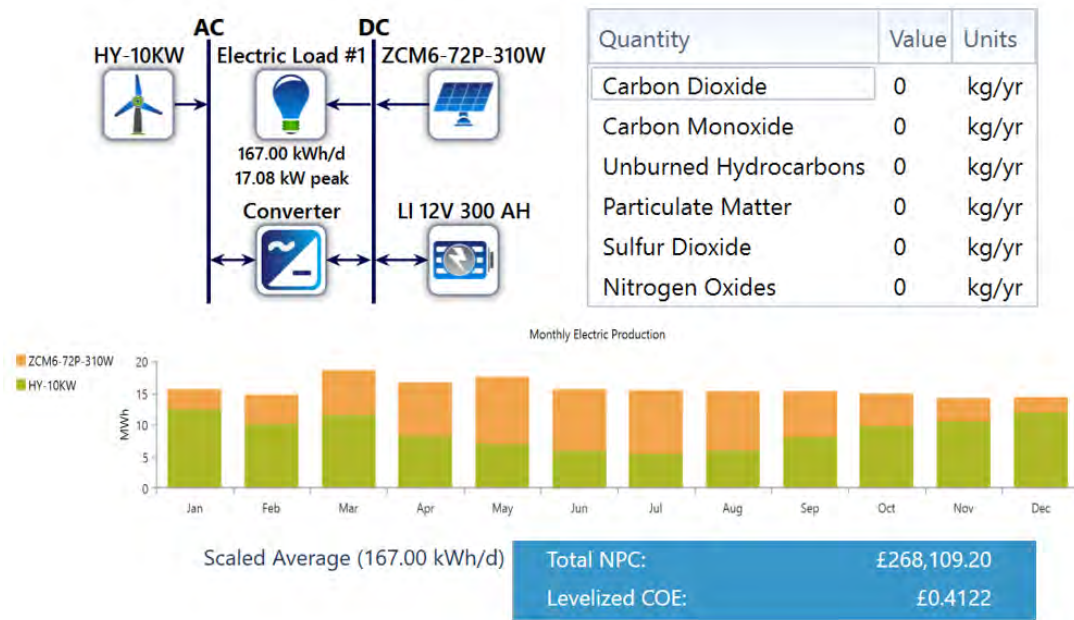 AC DC
HY-10KW Electric Load #1 ZCM6-72P-310W
167.00 kWh/d
17.08 kW peak
Converter LI 12V 300 AH
Quantity Value Units
Carbon Dioxide 0 kg/yr
Carbon Monoxide 0 kg/yr
Unburned Hydrocarbons 0 kg/yr
Particulate Matter 0 kg/yr
Sulfur Dioxide 0 kg/yr
Nitrogen Oxides 0 kg/yr
Monthly Electric Production
ZCM6-72P-310W
HY-10KW
MWh
20
15
10
5
0
Jan Feb Mar Apr May Jun Jul Aug Sep Oct Nov Dec
Scaled Average (167.00 kWh/d)
Total NPC: £268,109.20
Levelized COE: £0.4122